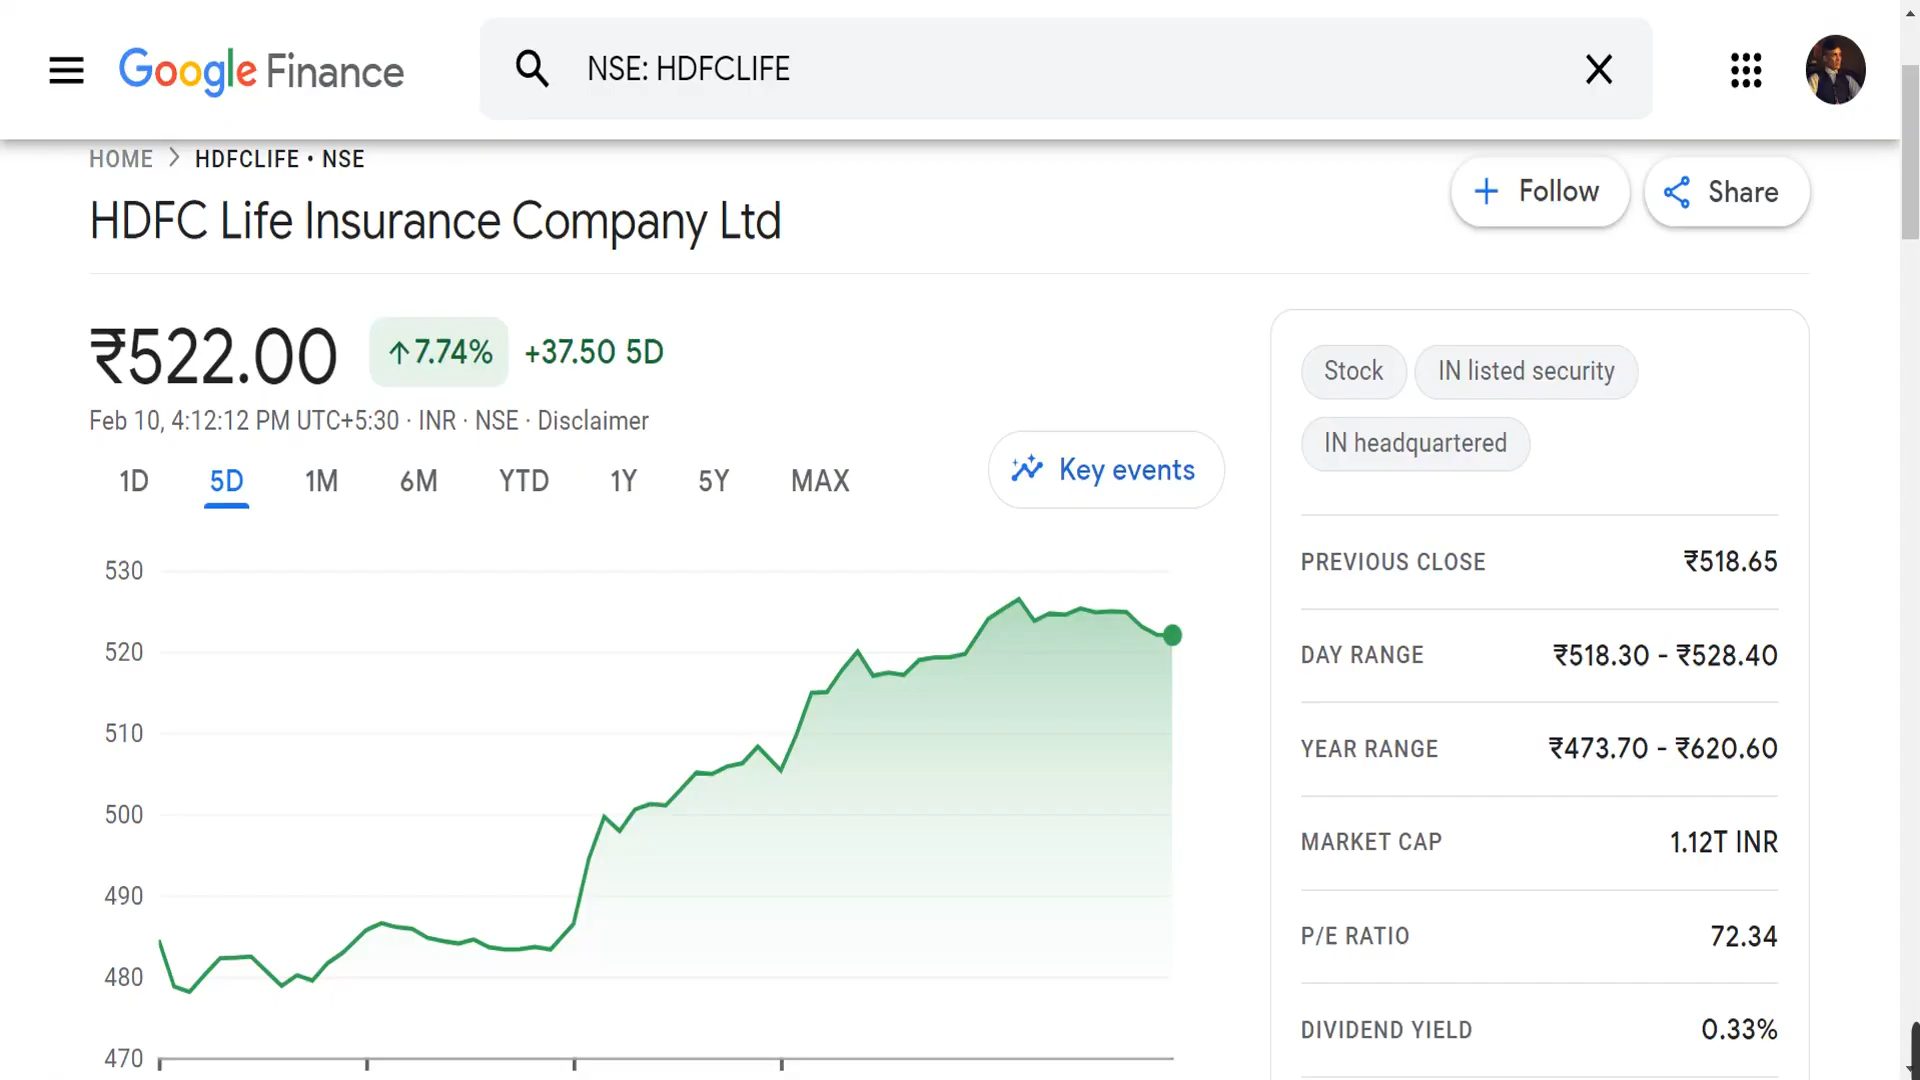 Google Finance
NSE: HDFCLIFE
HOME > HDFCLIFE • NSE
HDFC Life Insurance Company Ltd
Follow
Share
₹522.00
↑7.74%
+37.50 5D
Feb 10, 4:12:12 PM UTC+5:30 · INR · NSE · Disclaimer
1D 5D 1M 6M YTD 1Y 5Y MAX
Key events
530
520
510
500
490
480
470
Stock
IN listed security
IN headquartered
PREVIOUS CLOSE ₹518.65
DAY RANGE ₹518.30 - ₹528.40
YEAR RANGE ₹473.70 - ₹620.60
MARKET CAP 1.12T INR
P/E RATIO 72.34
DIVIDEND YIELD 0.33%